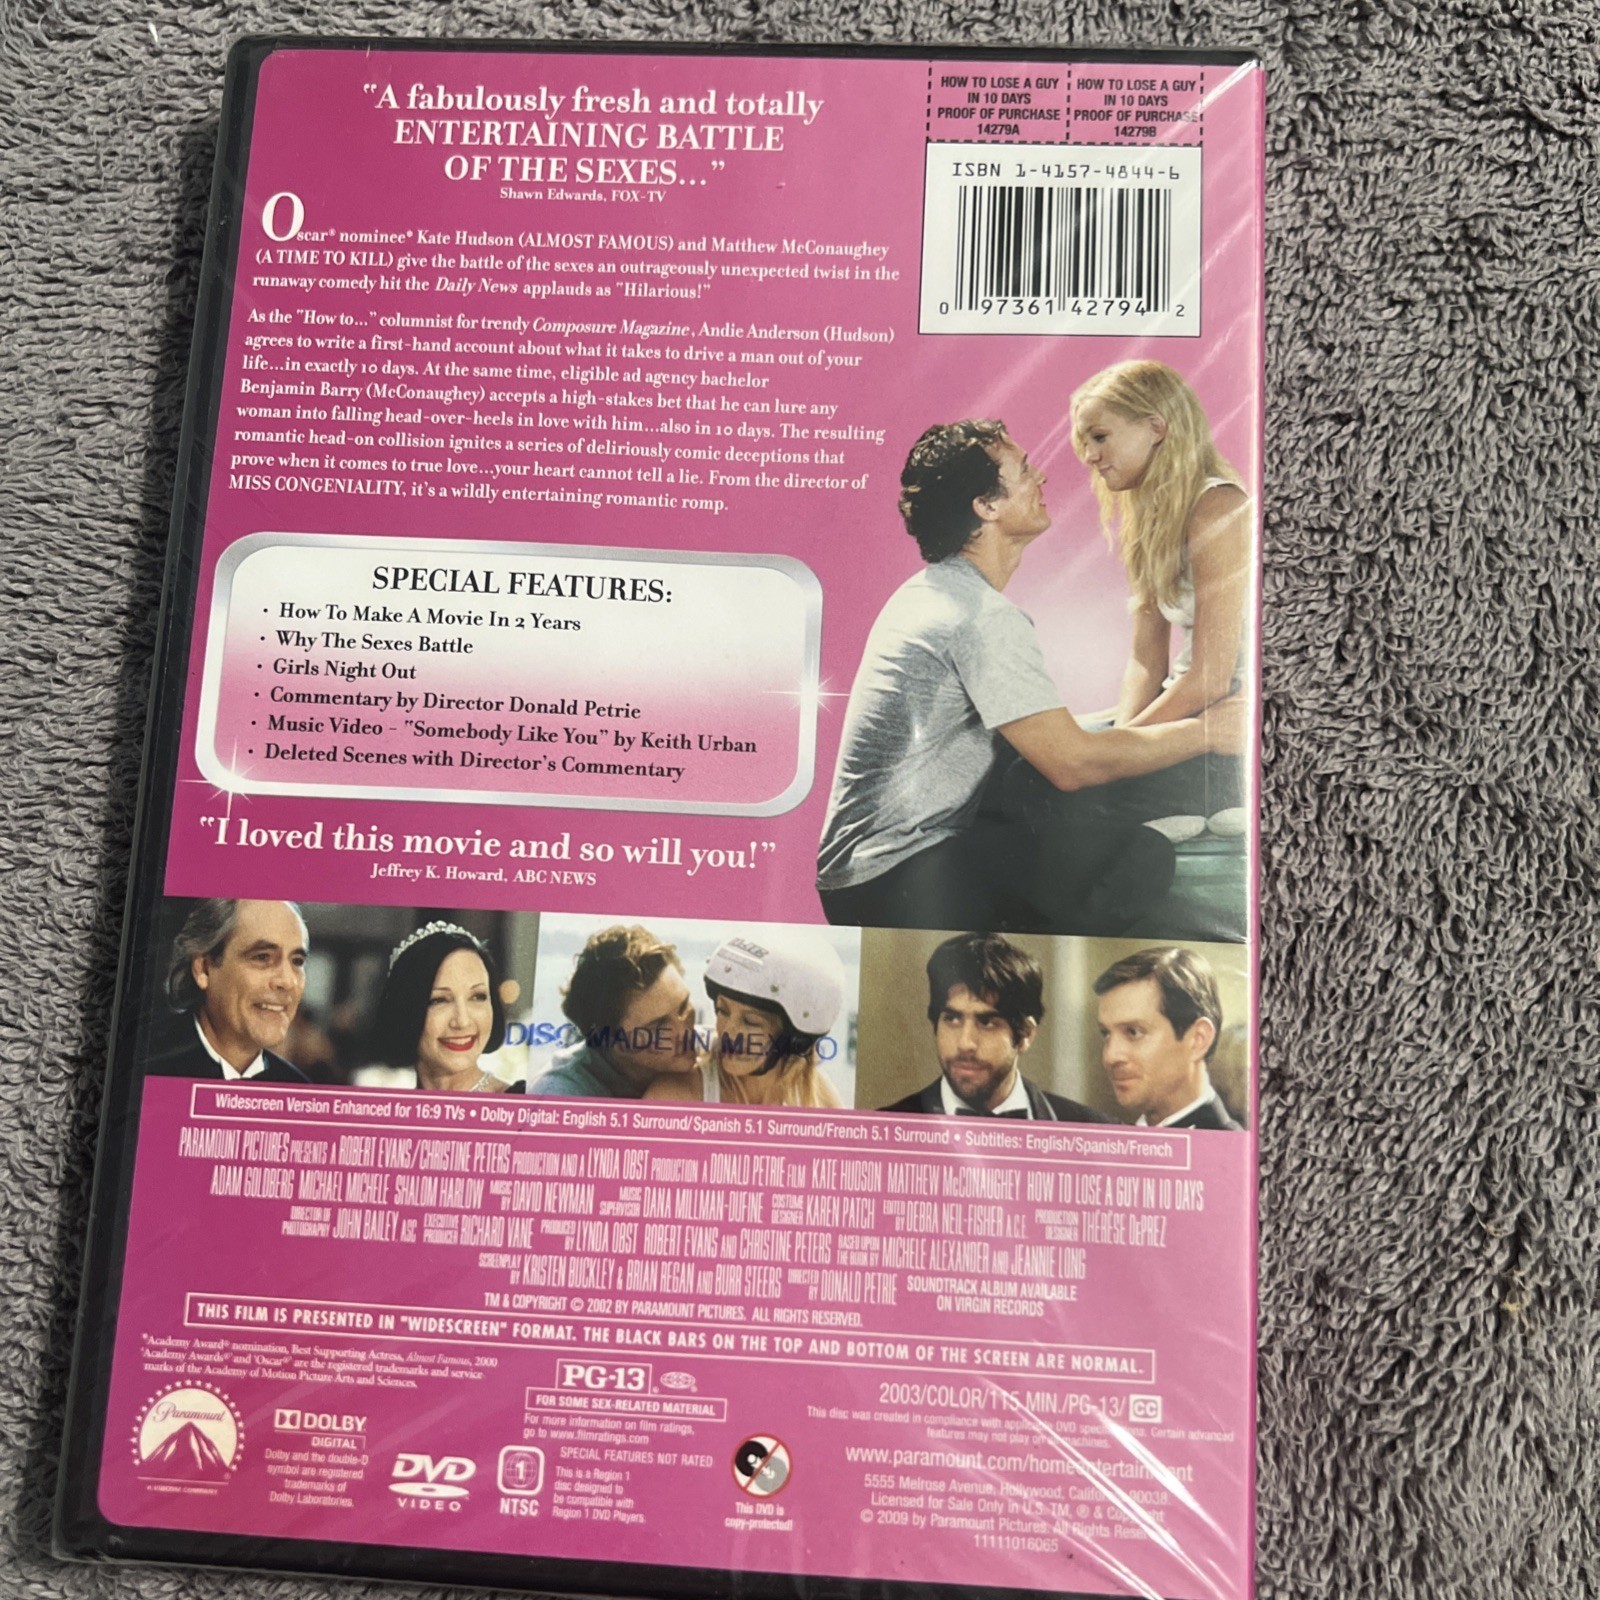 "A fabulously fresh and totally
ENTERTAINING BATTLE
OF THE SEXES..."
Shawn Edwards, FOX-TV
HOW TO LOSE A GUY
IN 10 DAYS
PROOF OF PURCHASE
14279A
HOW TO LOSE A GUY
IN 10 DAYS
PROOF OF PURCHASE
14279B
ISBN 1-4157-4844-6
0 97361 42794 2
Oscar® nominee* Kate Hudson (ALMOST FAMOUS) and Matthew McConaughey
(A TIME TO KILL) give the battle of the sexes an outrageously unexpected twist in the
runaway comedy hit the Daily News applauds as "Hilarious!"
As the "How to..." columnist for trendy Composure Magazine, Andie Anderson (Hudson)
agrees to write a first-hand account about what it takes to drive a man out of your
life...in exactly 10 days. At the same time, eligible ad agency bachelor
Benjamin Barry (McConaughey) accepts a high-stakes bet that he can lure any
woman into falling head-over-heels in love with him...also in 10 days. The resulting
romantic head-on collision ignites a series of deliriously comic deceptions that
prove when it comes to true love...your heart cannot tell a lie. From the director of
MISS CONGENIALITY, it's a wildly entertaining romantic romp.
SPECIAL FEATURES:
• How To Make A Movie In 2 Years
• Why The Sexes Battle
• Girls Night Out
• Commentary by Director Donald Petrie
• Music Video - "Somebody Like You" by Keith Urban
• Deleted Scenes with Director's Commentary
"I loved this movie and so will you!"
Jeffrey K. Howard, ABC NEWS
DISC MADE IN MEXICO
Widescreen Version Enhanced for 16:9 TVs • Dolby Digital: English 5.1 Surround/Spanish 5.1 Surround/French 5.1 Surround • Subtitles: English/Spanish/French
PARAMOUNT PICTURES PRESENTS A ROBERT EVANS/CHRISTINE PETERS PRODUCTION AND A LYNDA OBST PRODUCTION A DONALD PETRIE FILM KATE HUDSON MATTHEW McCONAUGHEY HOW TO LOSE A GUY IN 10 DAYS
ADAM GOLDBERG MICHAEL MICHELE SHALOM HARLOW MUSIC BY DAVID NEWMAN MUSIC SUPERVISOR DANA MILLMAN-DUFINE COSTUME DESIGNER KAREN PATCH EDITED BY DEBRA NEIL-FISHER A.C.E. PRODUCTION DESIGNER THÉRÈSE DePREZ
DIRECTOR OF PHOTOGRAPHY JOHN BAILEY ASC EXECUTIVE PRODUCER RICHARD VANE PRODUCED BY LYNDA OBST ROBERT EVANS AND CHRISTINE PETERS BASED UPON THE BOOK BY MICHELE ALEXANDER AND JEANNIE LONG
SCREENPLAY BY KRISTEN BUCKLEY & BRIAN REGAN AND BURR STEERS DIRECTED BY DONALD PETRIE SOUNDTRACK ALBUM AVAILABLE
ON VIRGIN RECORDS
TM & COPYRIGHT © 2002 BY PARAMOUNT PICTURES. ALL RIGHTS RESERVED.
THIS FILM IS PRESENTED IN "WIDESCREEN" FORMAT. THE BLACK BARS ON THE TOP AND BOTTOM OF THE SCREEN ARE NORMAL.
*Academy Award® nomination, Best Supporting Actress, Almost Famous, 2000
'Academy Awards®' and 'Oscar®' are the registered trademarks and service
marks of the Academy of Motion Picture Arts and Sciences.
Paramount
A VIACOM COMPANY
DOLBY
DIGITAL
Dolby and the double-D
symbol are registered
trademarks of
Dolby Laboratories.
DVD
VIDEO
PG-13
FOR SOME SEX-RELATED MATERIAL
For more information on film ratings,
go to www.filmratings.com
SPECIAL FEATURES NOT RATED
1
NTSC
This is a Region 1
disc designed to
be compatible with
Region 1 DVD Players.
This DVD is
copy-protected!
2003/COLOR/115 MIN./PG-13/ CC
This disc was created in compliance with applicable DVD Certain advanced
features may not play on machines.
www.paramount.com/homeentertainment
5555 Melrose Avenue, Hollywood, California 90038
Licensed for Sale Only in U.S. TM, ® & Copyright
© 2009 by Paramount Pictures. All Rights Reserved
11111016065